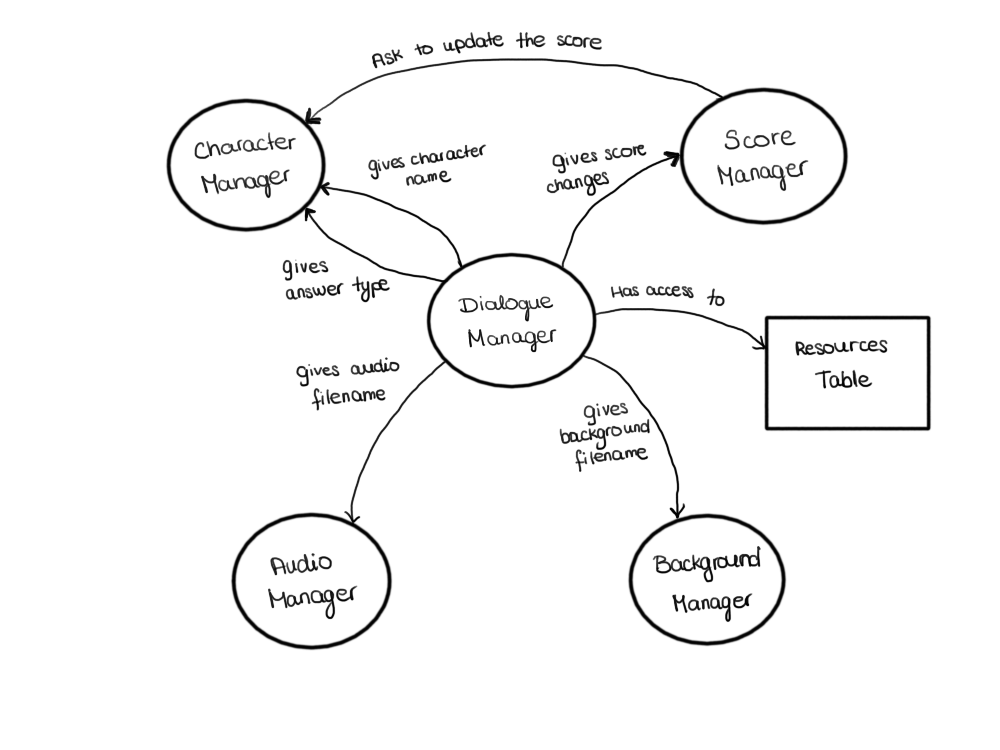 Ask to update the score
Character
Manager
gives character
name
gives score
changes
Score
Manager
gives
answer type
Dialogue
Manager
Has access to
Resources
Table
gives audio
filename
gives
background
filename
Audio
Manager
Background
Manager